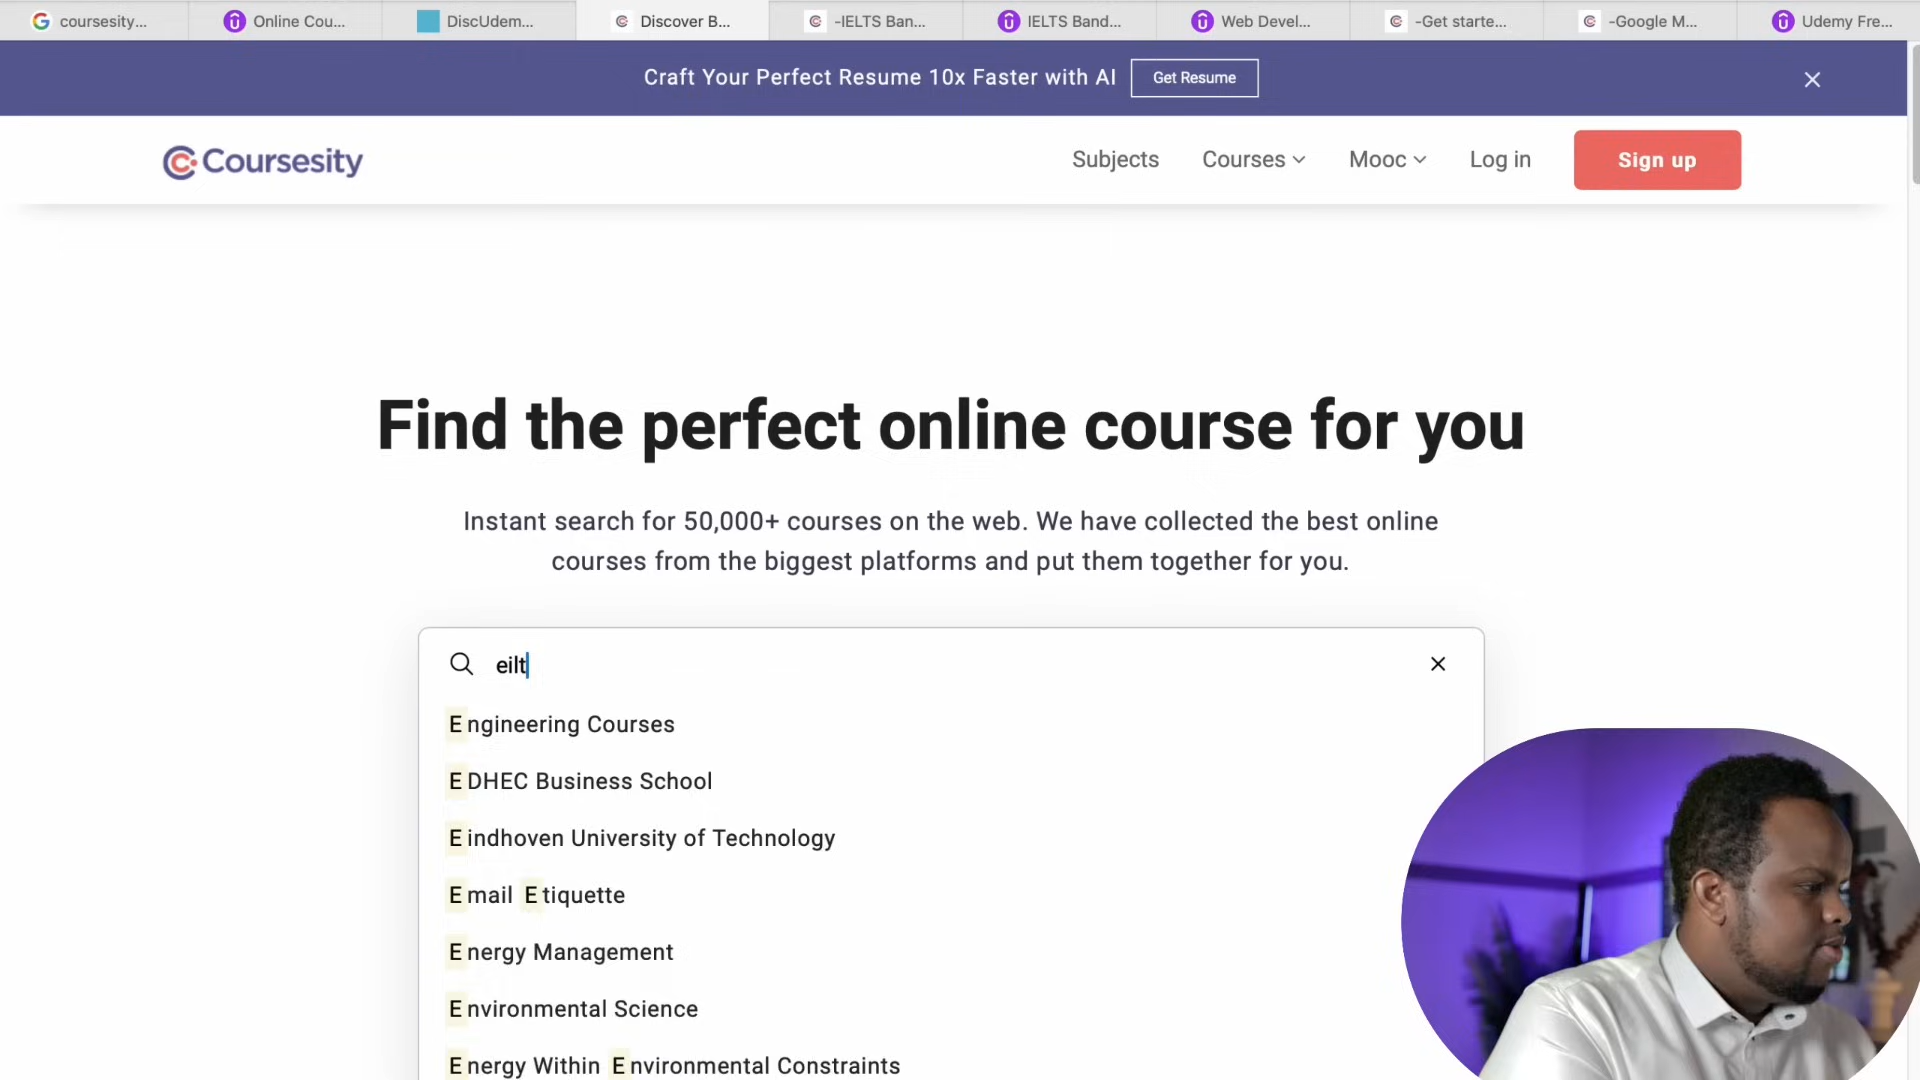 coursesity...
Online Cou...
DiscUdem...
Discover B...
-IELTS Ban...
IELTS Band...
Web Devel...
-Get starte...
-Google M...
Udemy Fre...
Craft Your Perfect Resume 10x Faster with AI
Get Resume
Coursesity
Subjects
Courses
Mooc
Log in
Sign up
Find the perfect online course for you
Instant search for 50,000+ courses on the web. We have collected the best online
courses from the biggest platforms and put them together for you.
eilt
Engineering Courses
EDHEC Business School
Eindhoven University of Technology
Email Etiquette
Energy Management
Environmental Science
Energy Within Environmental Constraints